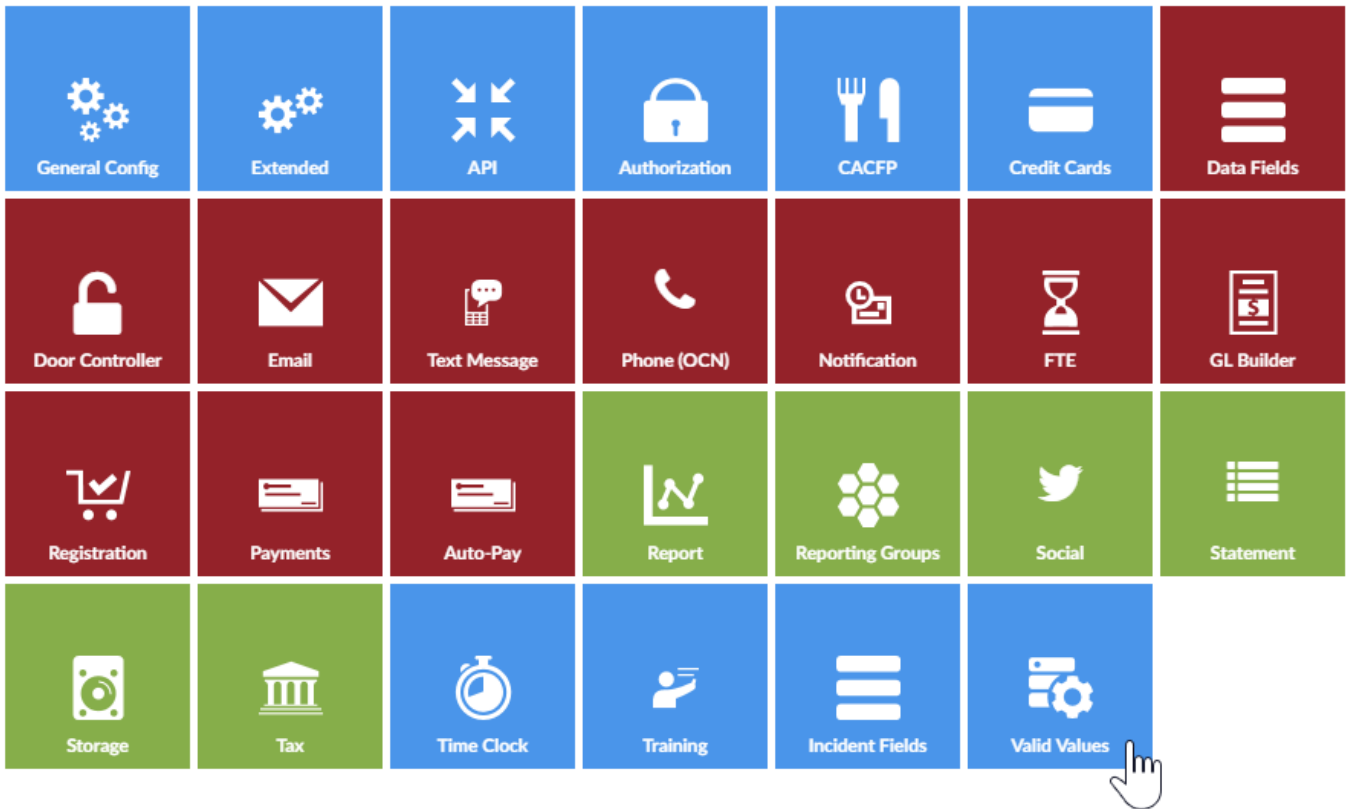 General Config
Extended
API
Authorization
CACFP
Credit Cards
Data Fields
Door Controller
Email
Text Message
Phone (OCN)
Notification
FTE
$
GL Builder
Registration
Payments
Auto-Pay
Report
Reporting Groups
Social
Statement
Storage
Tax
Time Clock
Training
Incident Fields
Valid Values